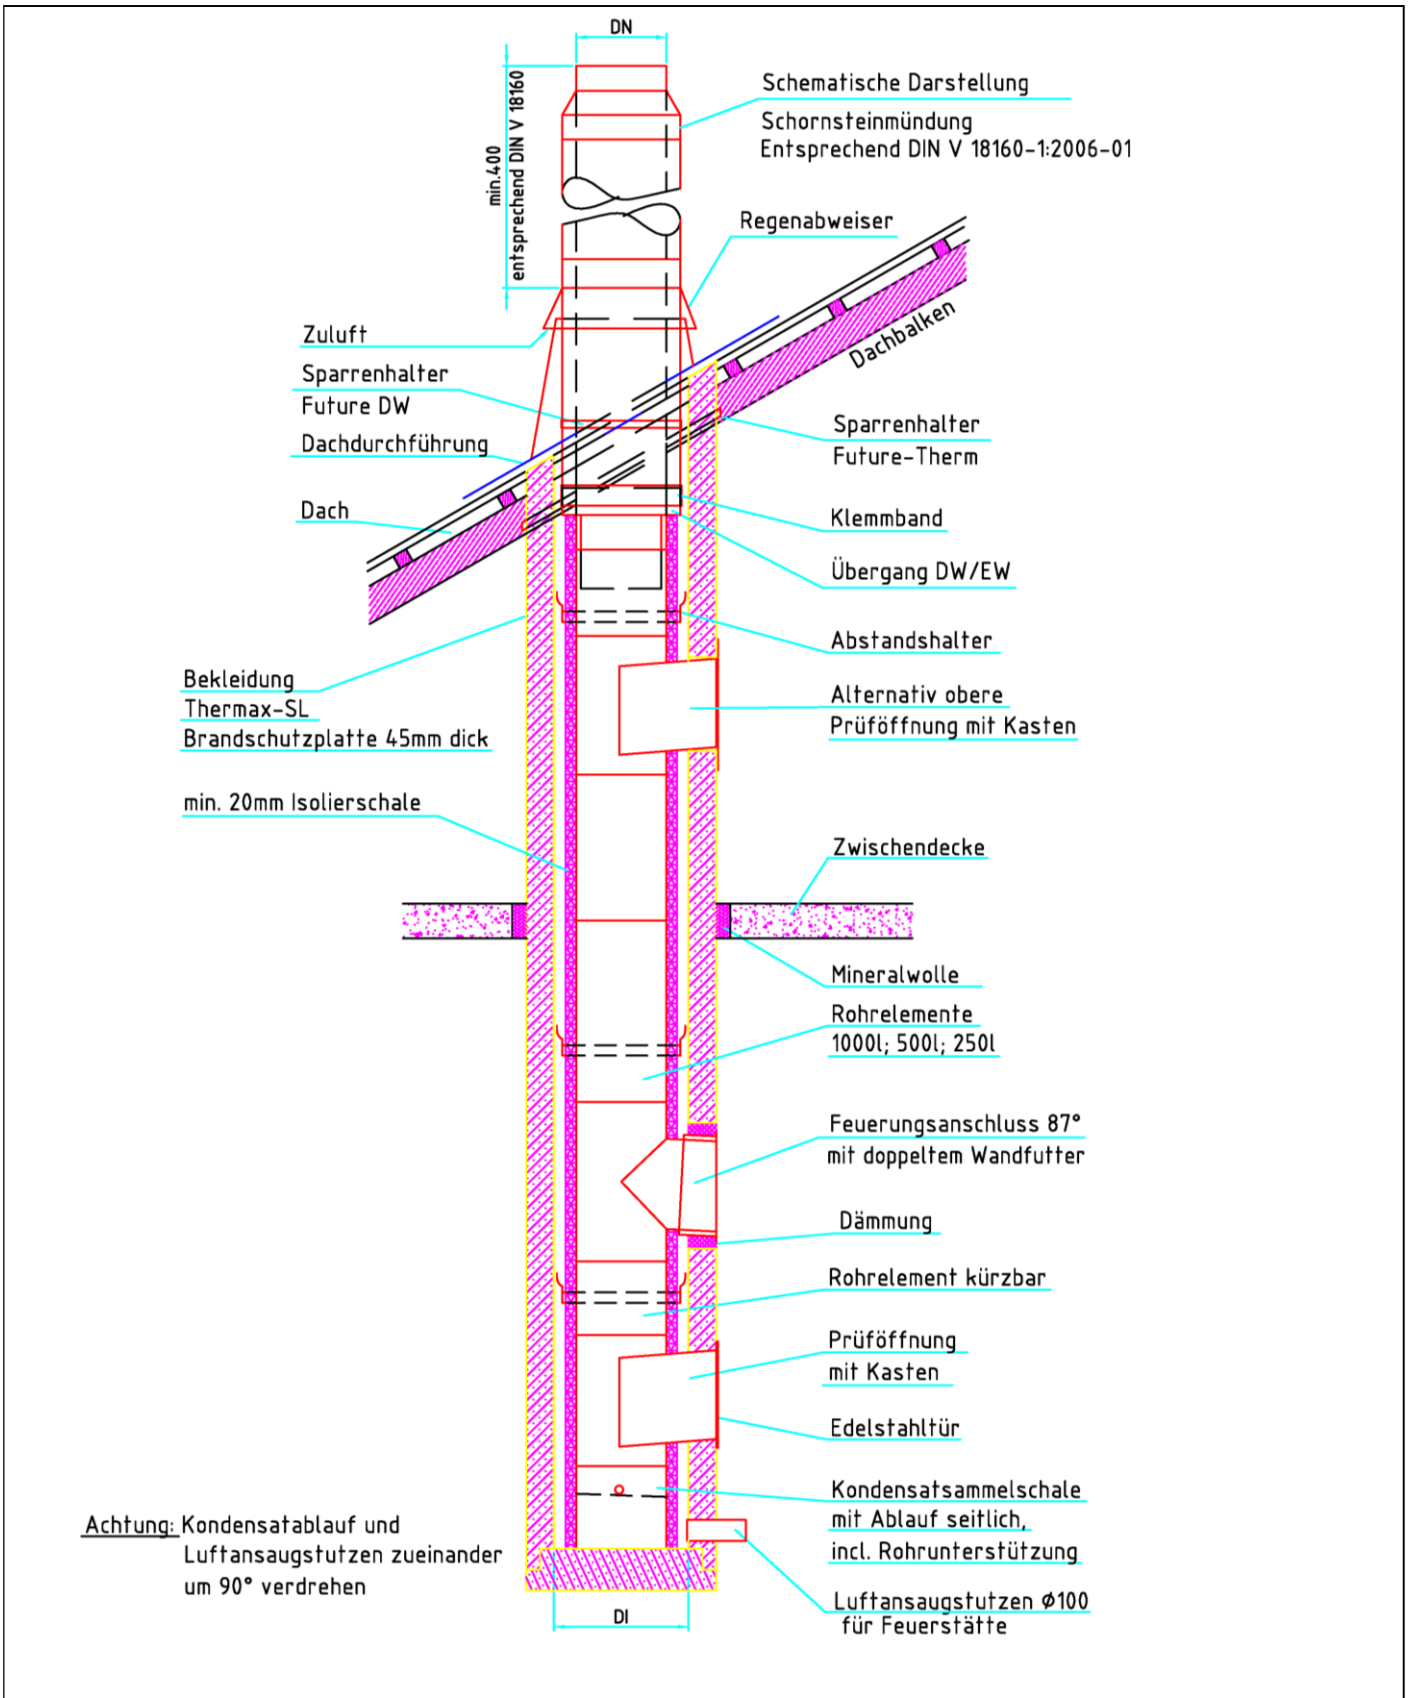 DN
min.400
entsprechend DIN V 18160
Schematische Darstellung
Schornsteinmündung
Entsprechend DIN V 18160-1:2006-01
Regenabweiser
Zuluft
Sparrenhalter
Future DW
Dachdurchführung
Dach
Dachbalken
Sparrenhalter
Future-Therm
Klemmband
Übergang DW/EW
Abstandshalter
Bekleidung
Thermax-SL
Brandschutzplatte 45mm dick
Alternativ obere
Prüföffnung mit Kasten
min. 20mm Isolierschale
Zwischendecke
Mineralwolle
Rohrelemente
1000l; 500l; 250l
Feuerungsanschluss 87°
mit doppeltem Wandfutter
Dämmung
Rohrelement kürzbar
Prüföffnung
mit Kasten
Edelstahltür
Kondensatsammelschale
mit Ablauf seitlich,
incl. Rohrunterstützung
Achtung: Kondensatablauf und
Luftansaugstutzen zueinander
um 90° verdrehen
Luftansaugstutzen Ø100
für Feuerstätte
DI